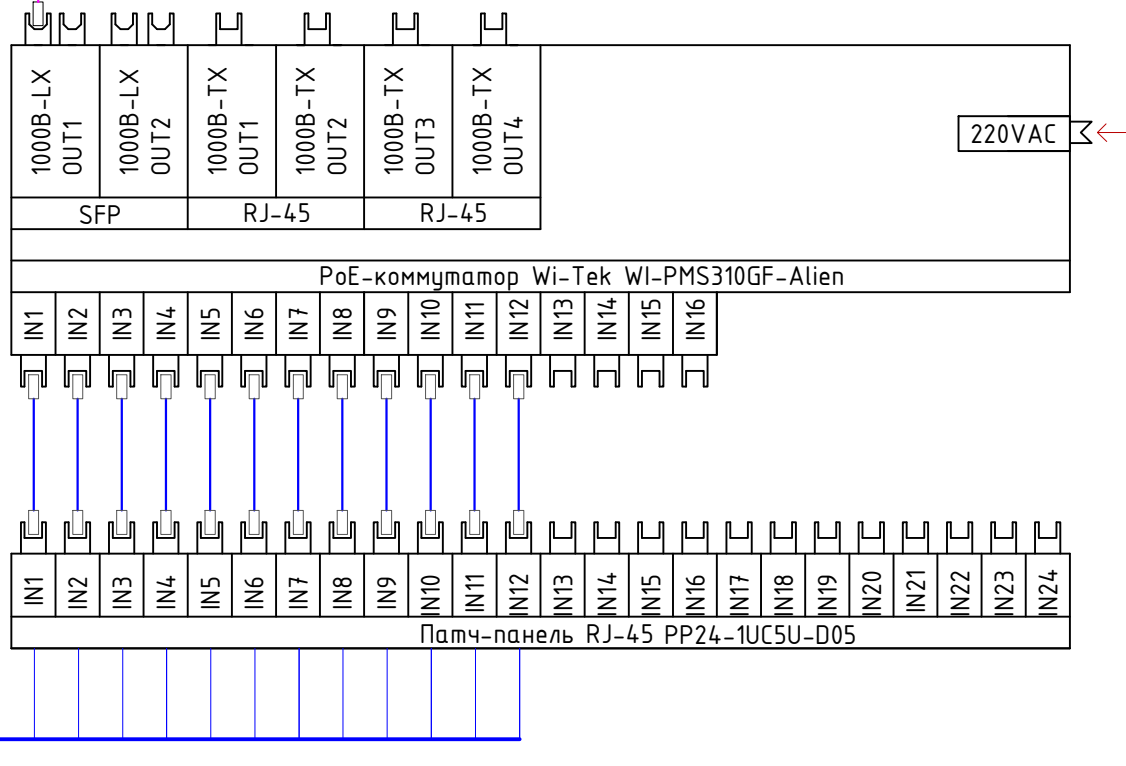 1000B-LX
OUT1
1000B-LX
OUT2
1000B-TX
OUT1
1000B-TX
OUT2
1000B-TX
OUT3
1000B-TX
OUT4
220VAC
SFP
RJ-45
RJ-45
PoE-коммутатор Wi-Tek WI-PMS310GF-Alien
IN1
IN2
IN3
IN4
IN5
IN6
IN7
IN8
IN9
IN10
IN11
IN12
IN13
IN14
IN15
IN16
IN1
IN2
IN3
IN4
IN5
IN6
IN7
IN8
IN9
IN10
IN11
IN12
IN13
IN14
IN15
IN16
IN17
IN18
IN19
IN20
IN21
IN22
IN23
IN24
Патч-панель RJ-45 PP24-1UC5U-D05